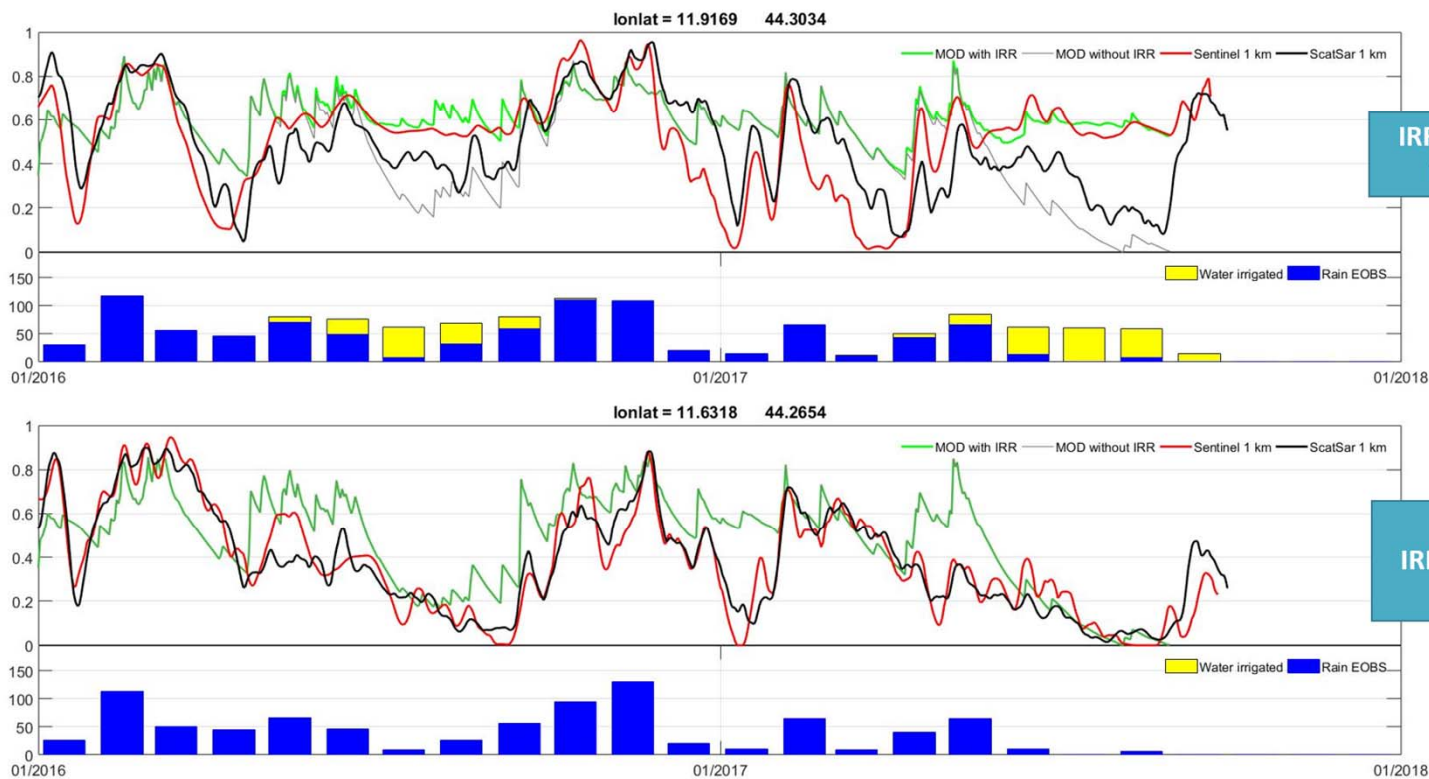 lonlat = 11.9169 44.3034
MOD with IRR MOD without IRR Sentinel 1 km ScatSar 1 km
1
0.8
0.6
0.4
0.2
0
IRR
Water irrigated Rain EOBS
150
100
50
0
01/2016 01/2017 01/2018
lonlat = 11.6318 44.2654
MOD with IRR MOD without IRR Sentinel 1 km ScatSar 1 km
1
0.8
0.6
0.4
0.2
0
IRR
Water irrigated Rain EOBS
150
100
50
0
01/2016 01/2017 01/2018